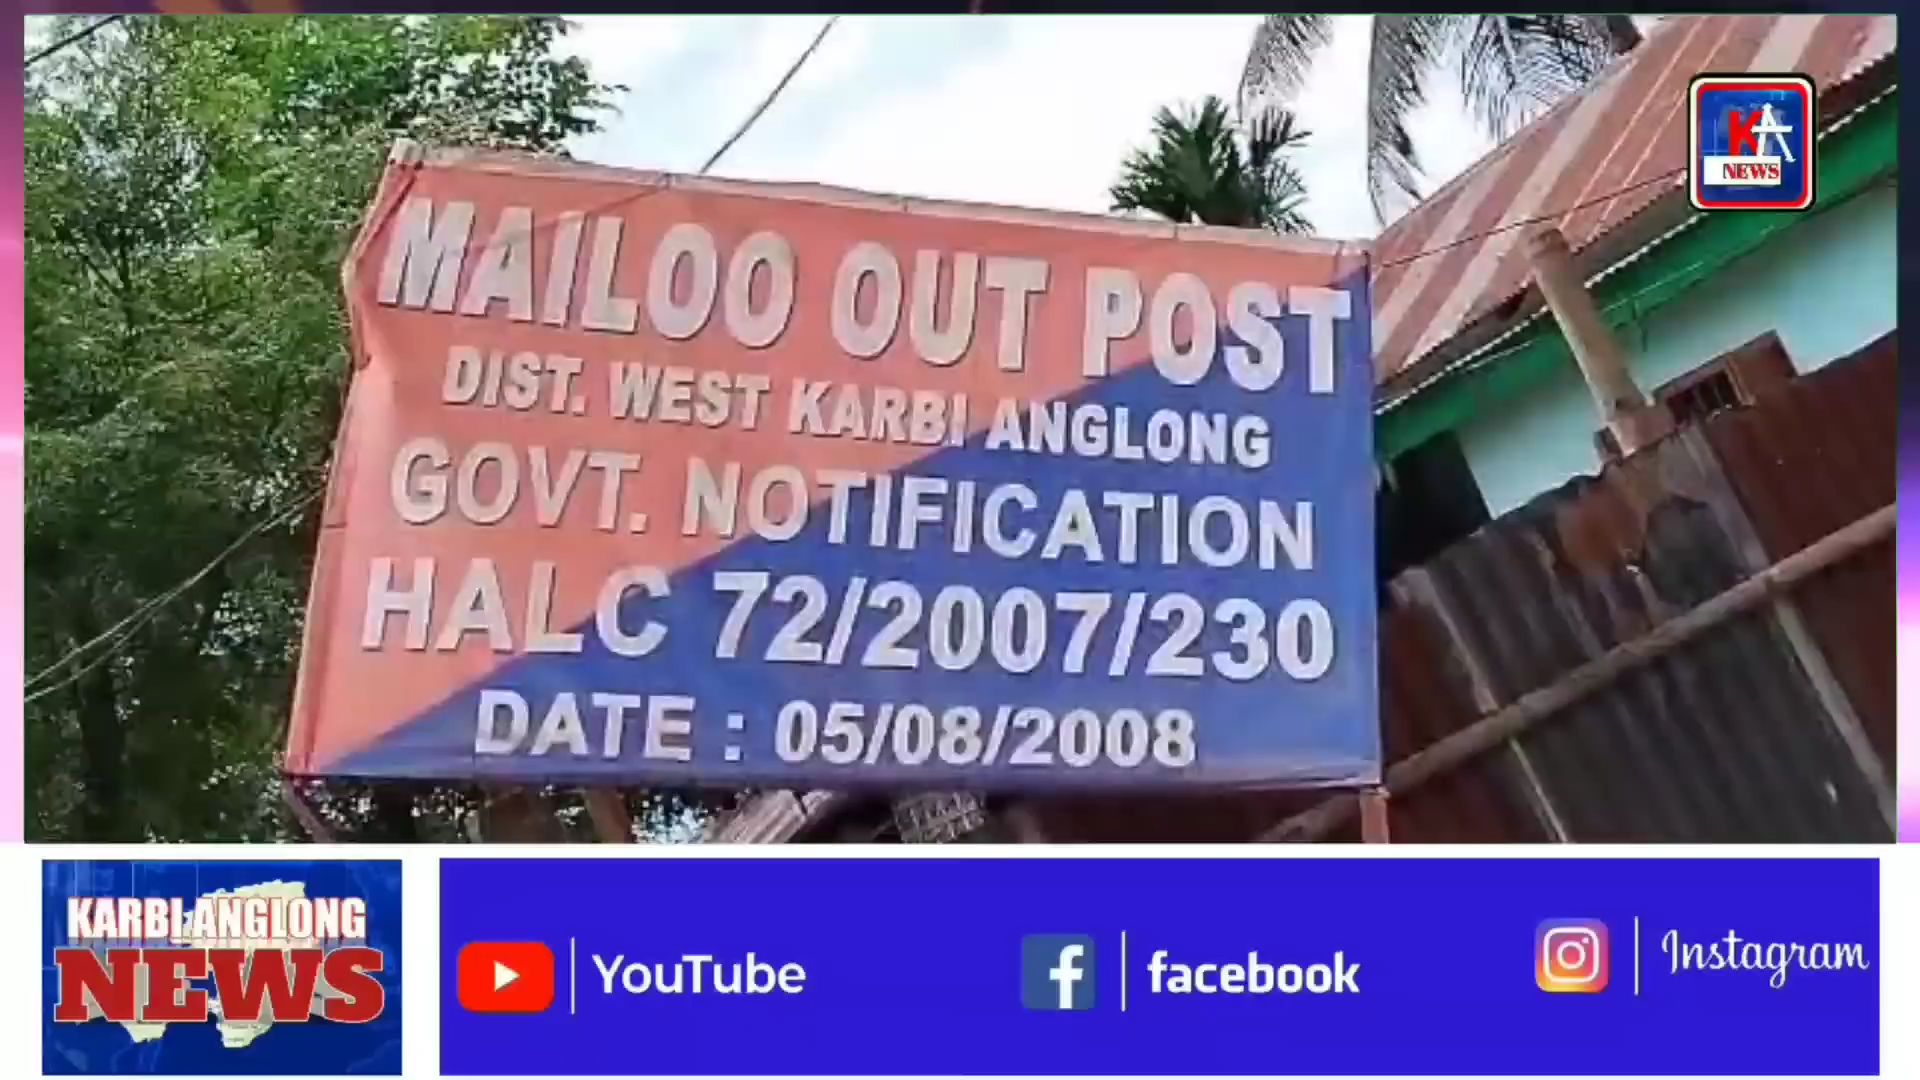 KA
NEWS
MAILOO OUT POST
DIST. WEST KARBI ANGLONG
GOVT. NOTIFICATION
HALC 72/2007/230
DATE : 05/08/2008
KARBI ANGLONG
NEWS
YouTube
facebook
Instagram